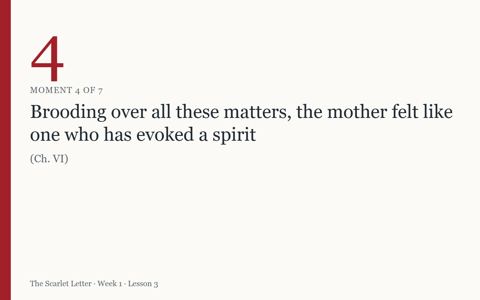 4
MOMENT 4 OF 7
Brooding over all these matters, the mother felt like
one who has evoked a spirit
(Ch. VI)
The Scarlet Letter · Week 1 · Lesson 3